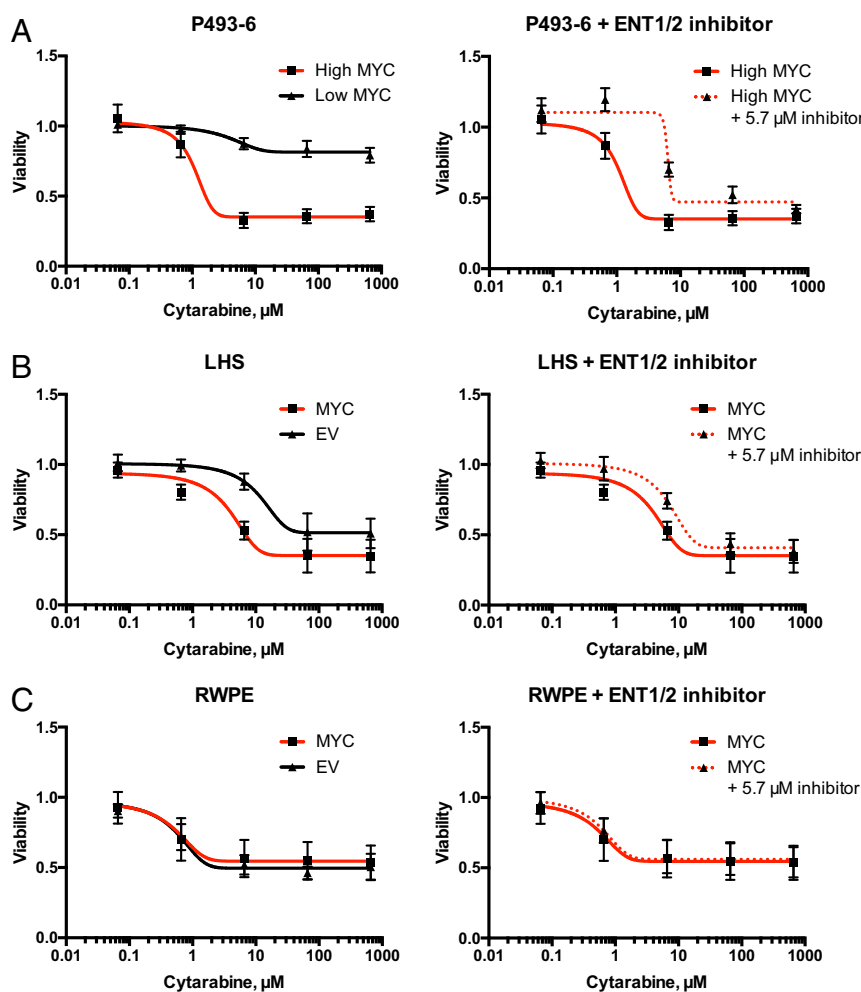 A
P493-6
P493-6 + ENT1/2 inhibitor
1.5
1.0
0.5
0.0
Viability
High MYC
Low MYC
0.01 0.1 1 10 100 1000
Cytarabine, µM
1.5
1.0
0.5
0.0
Viability
High MYC
High MYC
+ 5.7 µM inhibitor
0.01 0.1 1 10 100 1000
Cytarabine, µM
B
LHS
LHS + ENT1/2 inhibitor
1.5
1.0
0.5
0.0
Viability
MYC
EV
0.01 0.1 1 10 100 1000
Cytarabine, µM
1.5
1.0
0.5
0.0
Viability
MYC
MYC
+ 5.7 µM inhibitor
0.01 0.1 1 10 100 1000
Cytarabine, µM
C
RWPE
RWPE + ENT1/2 inhibitor
1.5
1.0
0.5
0.0
Viability
MYC
EV
0.01 0.1 1 10 100 1000
Cytarabine, µM
1.5
1.0
0.5
0.0
Viability
MYC
MYC
+ 5.7 µM inhibitor
0.01 0.1 1 10 100 1000
Cytarabine, µM